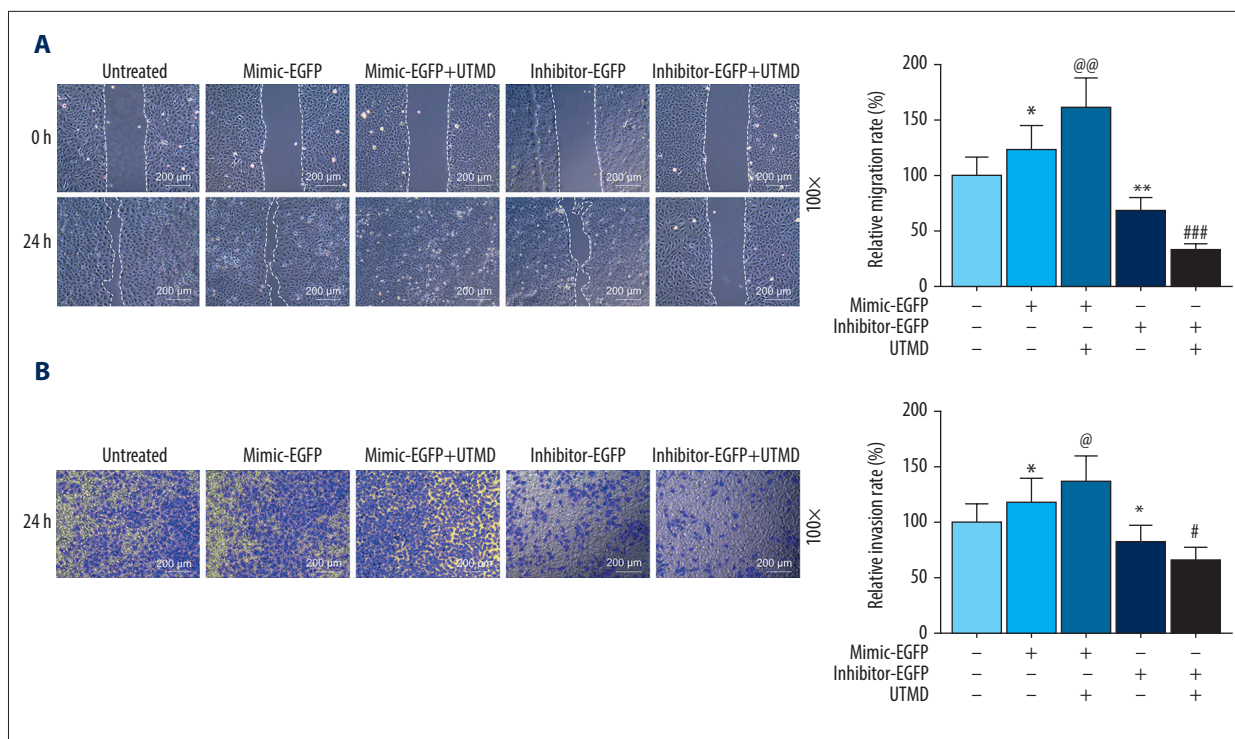 A
Untreated Mimic-EGFP Mimic-EGFP+UTMD Inhibitor-EGFP Inhibitor-EGFP+UTMD
0 h
200 µm 200 µm 200 µm 200 µm 200 µm
100×
24 h
200 µm 200 µm 200 µm 200 µm 200 µm
Relative migration rate (%)
200
150
100
50
0
* @@ ** ###
Mimic-EGFP – + + – –
Inhibitor-EGFP – – – + +
UTMD – – + – +
B
Untreated Mimic-EGFP Mimic-EGFP+UTMD Inhibitor-EGFP Inhibitor-EGFP+UTMD
24 h
200 µm 200 µm 200 µm 200 µm 200 µm
100×
Relative invasion rate (%)
200
150
100
50
0
* @ * #
Mimic-EGFP – + + – –
Inhibitor-EGFP – – – + +
UTMD – – + – +